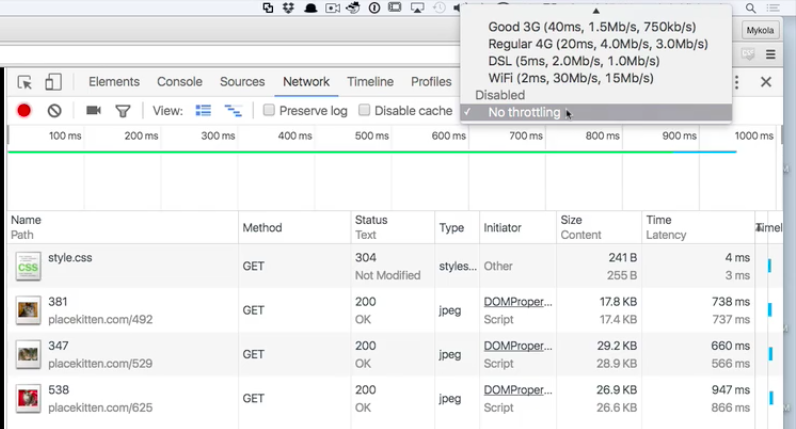 Good 3G (40ms, 1.5Mb/s, 750kb/s)
Regular 4G (20ms, 4.0Mb/s, 3.0Mb/s)
DSL (5ms, 2.0Mb/s, 1.0Mb/s)
WiFi (2ms, 30Mb/s, 15Mb/s)
Disabled
✓ No throttling
Mykola
Elements Console Sources Network Timeline Profiles
View: Preserve log Disable cache
100 ms 200 ms 300 ms 400 ms 500 ms 600 ms 700 ms 800 ms 900 ms 1000 ms
Name Method Status Type Initiator Size Time
Path Text Content Latency
style.css GET 304 styles... Other 241 B 4 ms
Not Modified 255 B 3 ms
381 GET 200 jpeg DOMProper... 17.8 KB 738 ms
placekitten.com/492 OK Script 17.4 KB 737 ms
347 GET 200 jpeg DOMProper... 29.2 KB 660 ms
placekitten.com/529 OK Script 28.9 KB 566 ms
538 GET 200 jpeg DOMProper... 26.9 KB 947 ms
placekitten.com/625 OK Script 26.6 KB 866 ms
CSS